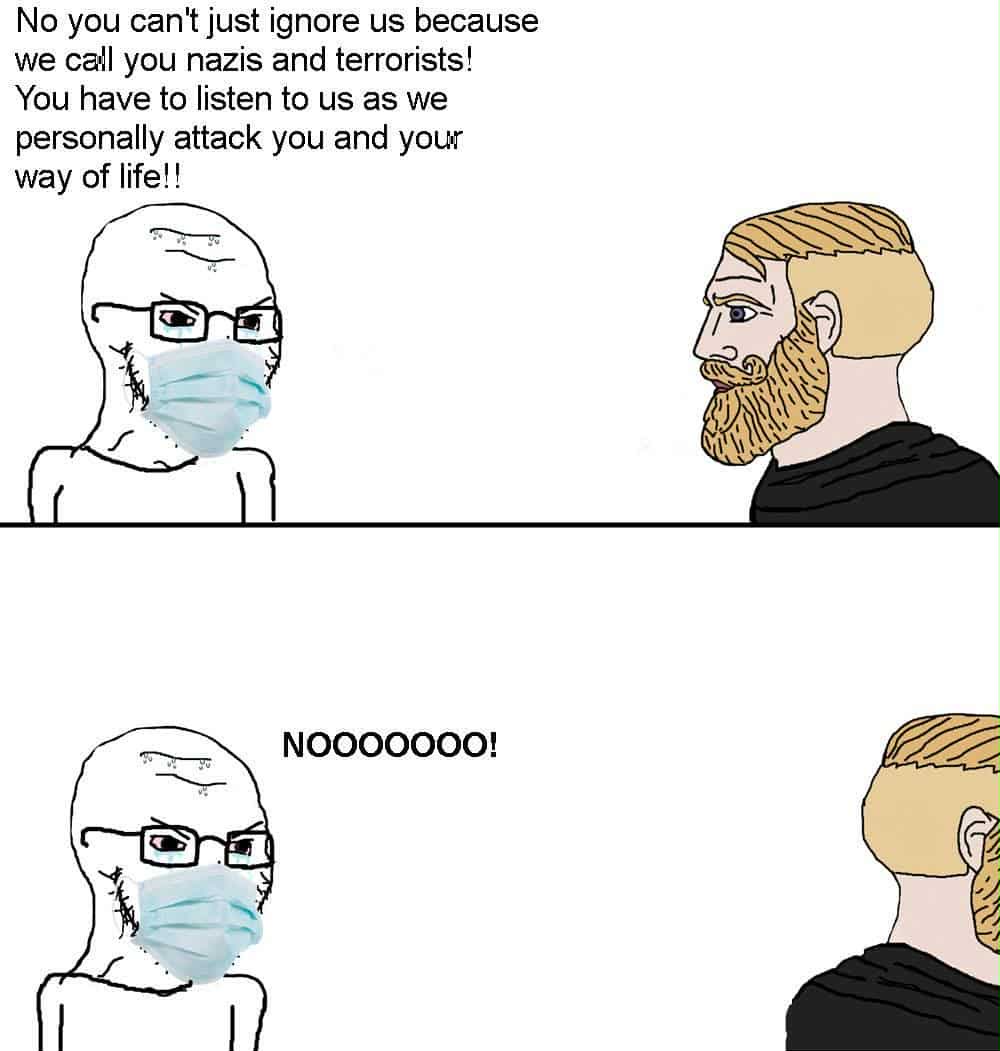 No you can't just ignore us because
we call you nazis and terrorists!
You have to listen to us as we
personally attack you and your
way of life!!
NOOOOOOO!